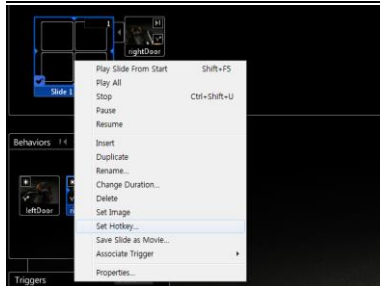 1
rightDoor
Slide 1
Play Slide From Start Shift+F5
Play All
Stop Ctrl+Shift+U
Pause
Resume
Insert
Duplicate
Rename...
Change Duration...
Delete
Set Image
Set Hotkey...
Save Slide as Movie...
Associate Trigger
Properties...
Behaviors
leftDoor
Triggers